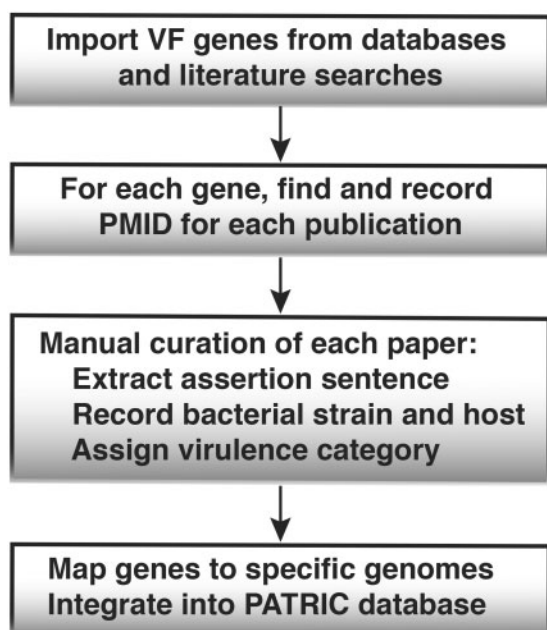 Import VF genes from databases
and literature searches
For each gene, find and record
PMID for each publication
Manual curation of each paper:
Extract assertion sentence
Record bacterial strain and host
Assign virulence category
Map genes to specific genomes
Integrate into PATRIC database